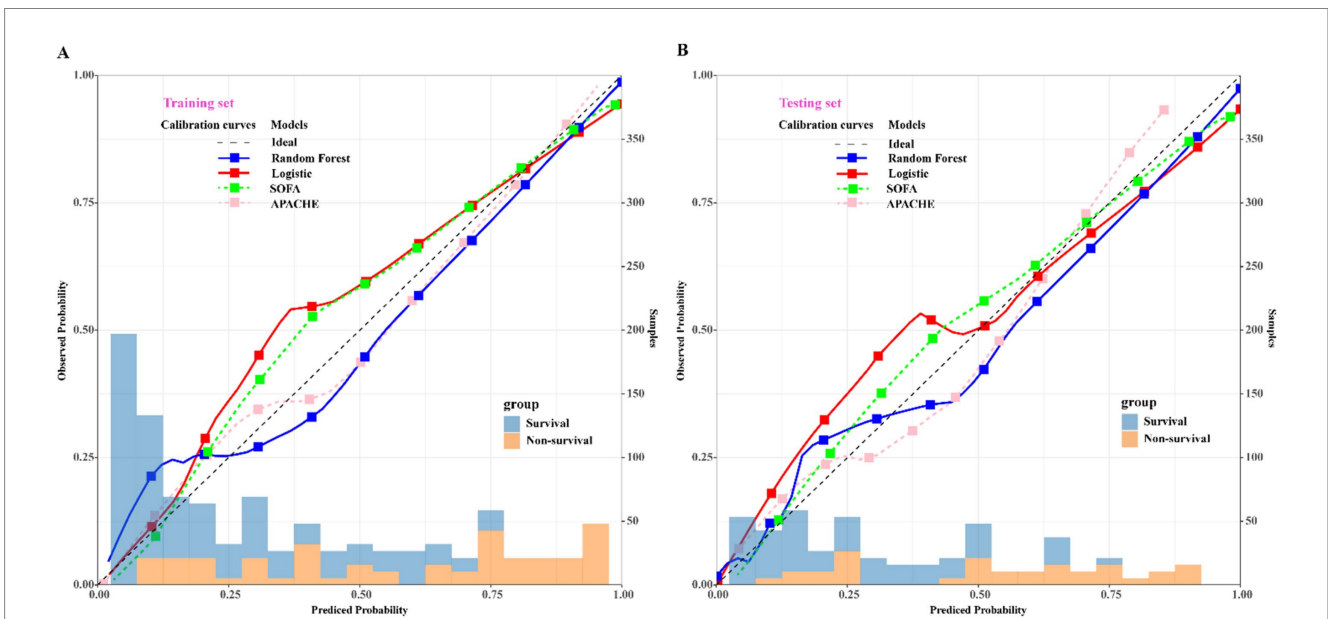 A
Training set
Calibration curves Models
Ideal
Random Forest
Logistic
SOFA
APACHE
group
Survival
Non-survival
Observed Probability
1.00
0.75
0.50
0.25
0.00
0.00 0.25 0.50 0.75 1.00
Prediced Probability
350
300
250
200
150
100
50
Samples
B
Testing set
Calibration curves Models
Ideal
Random Forest
Logistic
SOFA
APACHE
group
Survival
Non-survival
Observed Probability
1.00
0.75
0.50
0.25
0.00
0.00 0.25 0.50 0.75 1.00
Prediced Probability
350
300
250
200
150
100
50
Samples